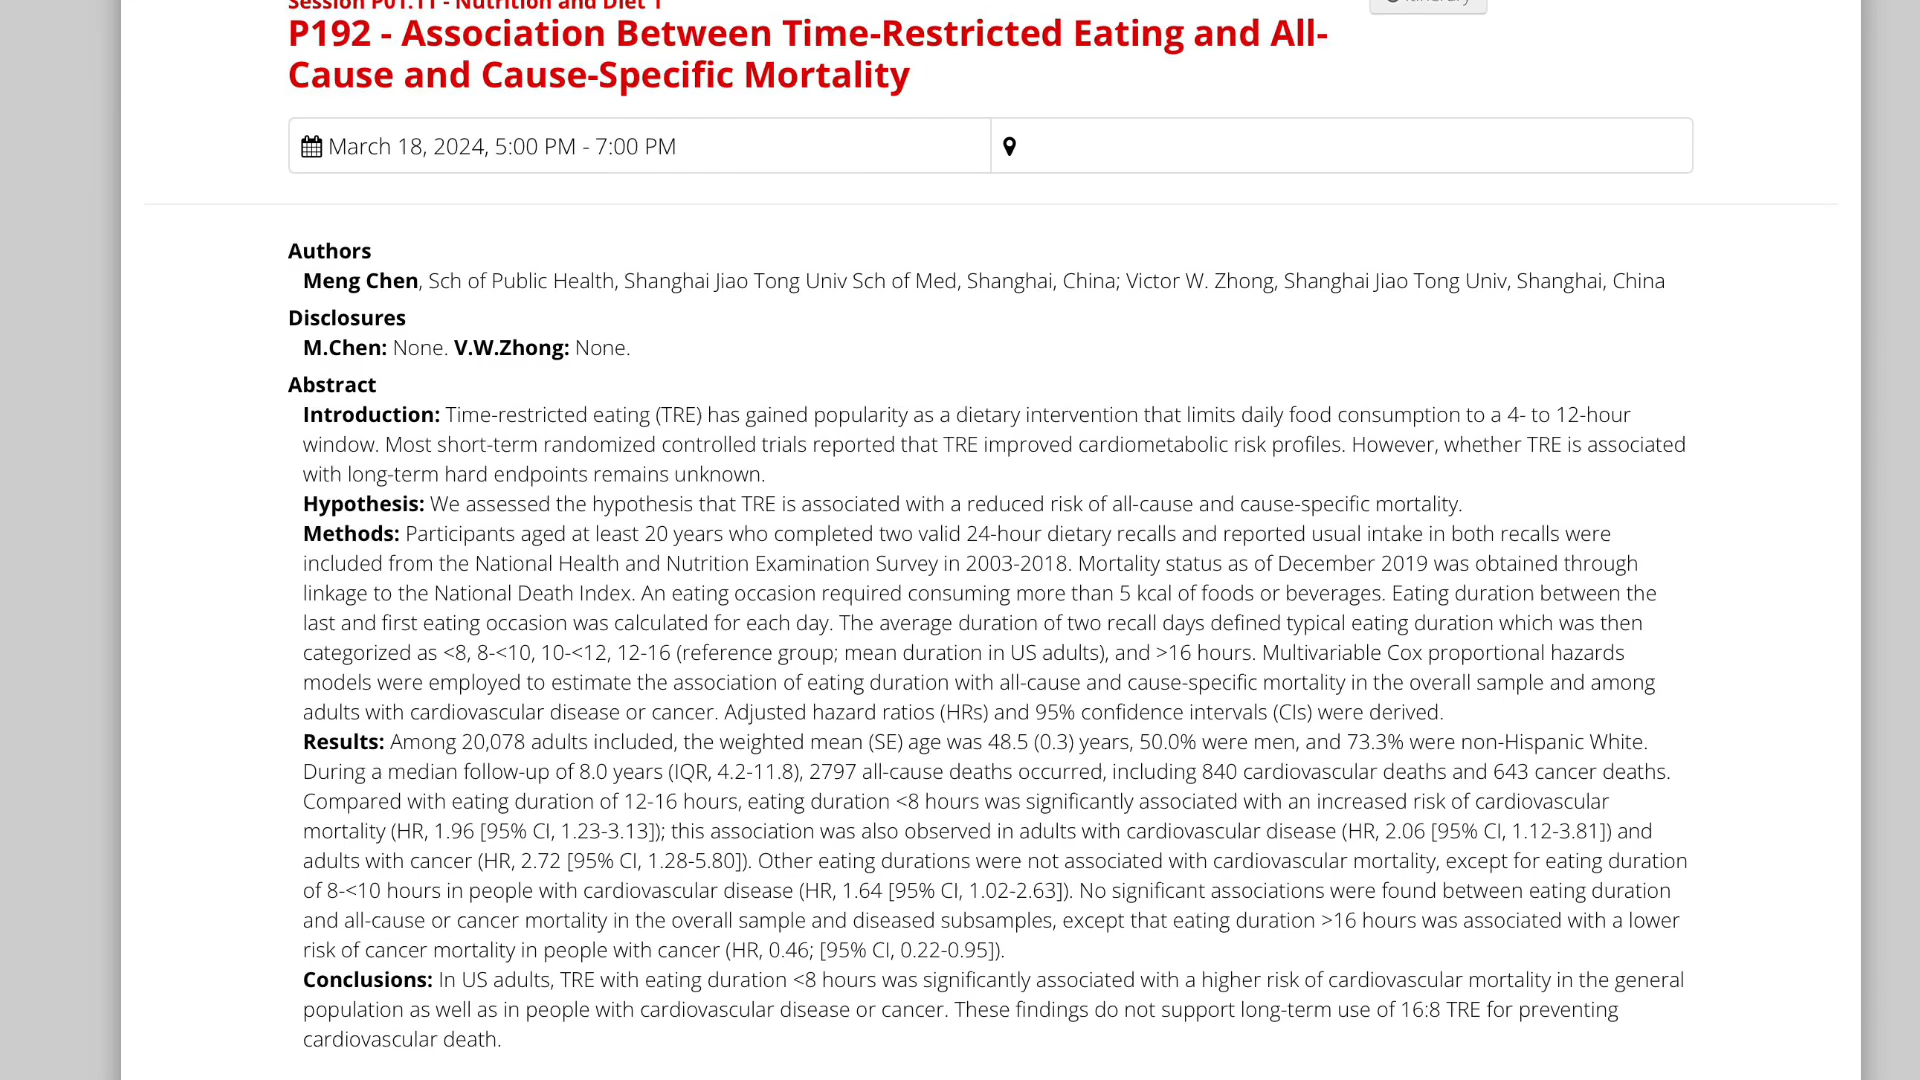 Session P01.11 - Nutrition and Diet 1
P192 - Association Between Time-Restricted Eating and All-
Cause and Cause-Specific Mortality
March 18, 2024, 5:00 PM - 7:00 PM
Authors
Meng Chen, Sch of Public Health, Shanghai Jiao Tong Univ Sch of Med, Shanghai, China; Victor W. Zhong, Shanghai Jiao Tong Univ, Shanghai, China
Disclosures
M.Chen: None. V.W.Zhong: None.
Abstract
Introduction: Time-restricted eating (TRE) has gained popularity as a dietary intervention that limits daily food consumption to a 4- to 12-hour
window. Most short-term randomized controlled trials reported that TRE improved cardiometabolic risk profiles. However, whether TRE is associated
with long-term hard endpoints remains unknown.
Hypothesis: We assessed the hypothesis that TRE is associated with a reduced risk of all-cause and cause-specific mortality.
Methods: Participants aged at least 20 years who completed two valid 24-hour dietary recalls and reported usual intake in both recalls were
included from the National Health and Nutrition Examination Survey in 2003-2018. Mortality status as of December 2019 was obtained through
linkage to the National Death Index. An eating occasion required consuming more than 5 kcal of foods or beverages. Eating duration between the
last and first eating occasion was calculated for each day. The average duration of two recall days defined typical eating duration which was then
categorized as <8, 8-<10, 10-<12, 12-16 (reference group; mean duration in US adults), and >16 hours. Multivariable Cox proportional hazards
models were employed to estimate the association of eating duration with all-cause and cause-specific mortality in the overall sample and among
adults with cardiovascular disease or cancer. Adjusted hazard ratios (HRs) and 95% confidence intervals (CIs) were derived.
Results: Among 20,078 adults included, the weighted mean (SE) age was 48.5 (0.3) years, 50.0% were men, and 73.3% were non-Hispanic White.
During a median follow-up of 8.0 years (IQR, 4.2-11.8), 2797 all-cause deaths occurred, including 840 cardiovascular deaths and 643 cancer deaths.
Compared with eating duration of 12-16 hours, eating duration <8 hours was significantly associated with an increased risk of cardiovascular
mortality (HR, 1.96 [95% CI, 1.23-3.13]); this association was also observed in adults with cardiovascular disease (HR, 2.06 [95% CI, 1.12-3.81]) and
adults with cancer (HR, 2.72 [95% CI, 1.28-5.80]). Other eating durations were not associated with cardiovascular mortality, except for eating duration
of 8-<10 hours in people with cardiovascular disease (HR, 1.64 [95% CI, 1.02-2.63]). No significant associations were found between eating duration
and all-cause or cancer mortality in the overall sample and diseased subsamples, except that eating duration >16 hours was associated with a lower
risk of cancer mortality in people with cancer (HR, 0.46; [95% CI, 0.22-0.95]).
Conclusions: In US adults, TRE with eating duration <8 hours was significantly associated with a higher risk of cardiovascular mortality in the general
population as well as in people with cardiovascular disease or cancer. These findings do not support long-term use of 16:8 TRE for preventing
cardiovascular death.